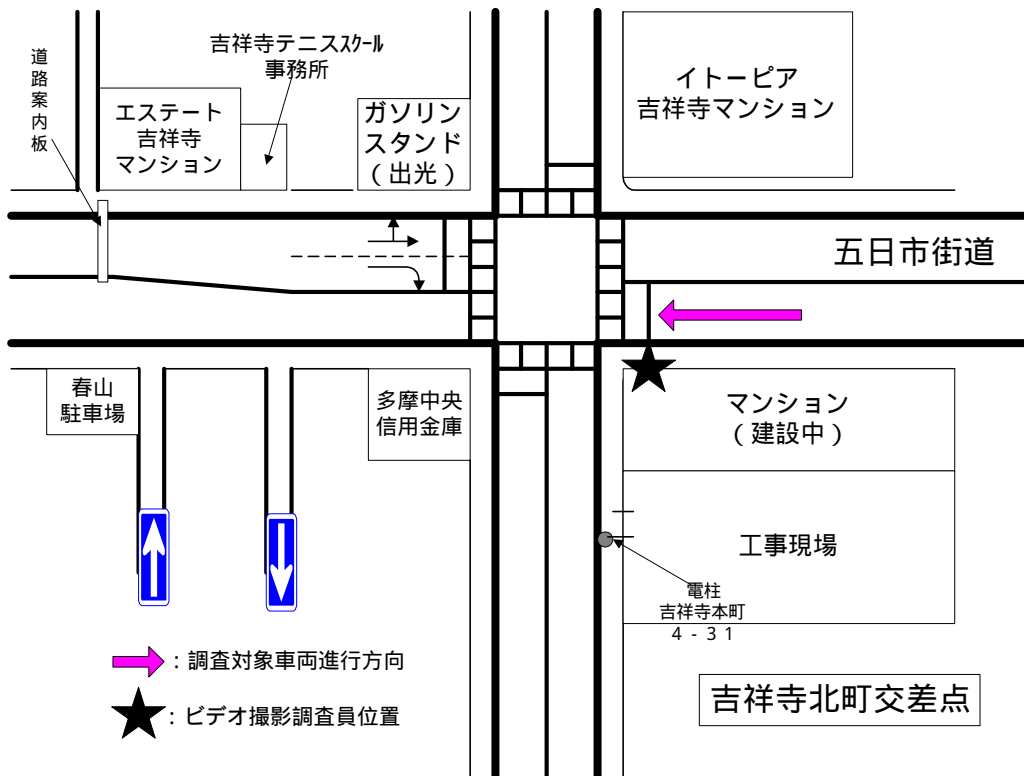 道路案内板
吉祥寺テニススクール
事務所
エステート
吉祥寺
マンション
ガソリン
スタンド
(出光)
イトーピア
吉祥寺マンション
五日市街道
春山
駐車場
多摩中央
信用金庫
マンション
(建設中)
工事現場
電柱
吉祥寺本町
4-31
:調査対象車両進行方向
:ビデオ撮影調査員位置
吉祥寺北町交差点